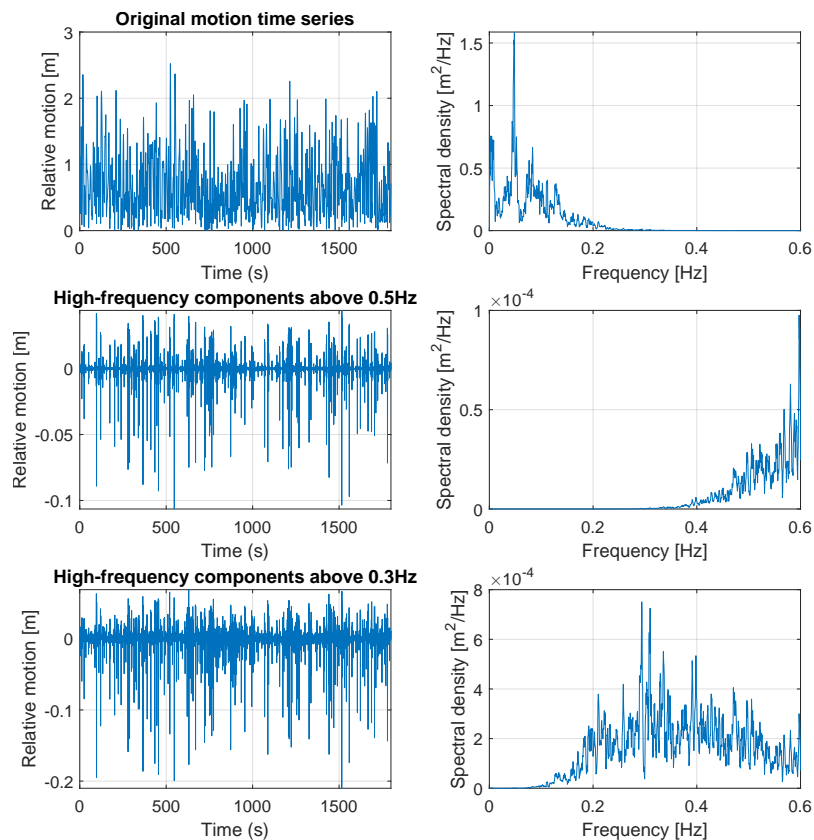 Original motion time series
Relative motion [m]
3
2
1
0
0 500 1000 1500
Time (s)
Spectral density [m²/Hz]
1.5
1
0.5
0
0 0.2 0.4 0.6
Frequency [Hz]
High-frequency components above 0.5Hz
Relative motion [m]
0
-0.05
-0.1
0 500 1000 1500
Time (s)
×10⁻⁴
Spectral density [m²/Hz]
1
0.5
0
0 0.2 0.4 0.6
Frequency [Hz]
High-frequency components above 0.3Hz
Relative motion [m]
0
-0.1
-0.2
0 500 1000 1500
Time (s)
×10⁻⁴
Spectral density [m²/Hz]
8
6
4
2
0
0 0.2 0.4 0.6
Frequency [Hz]